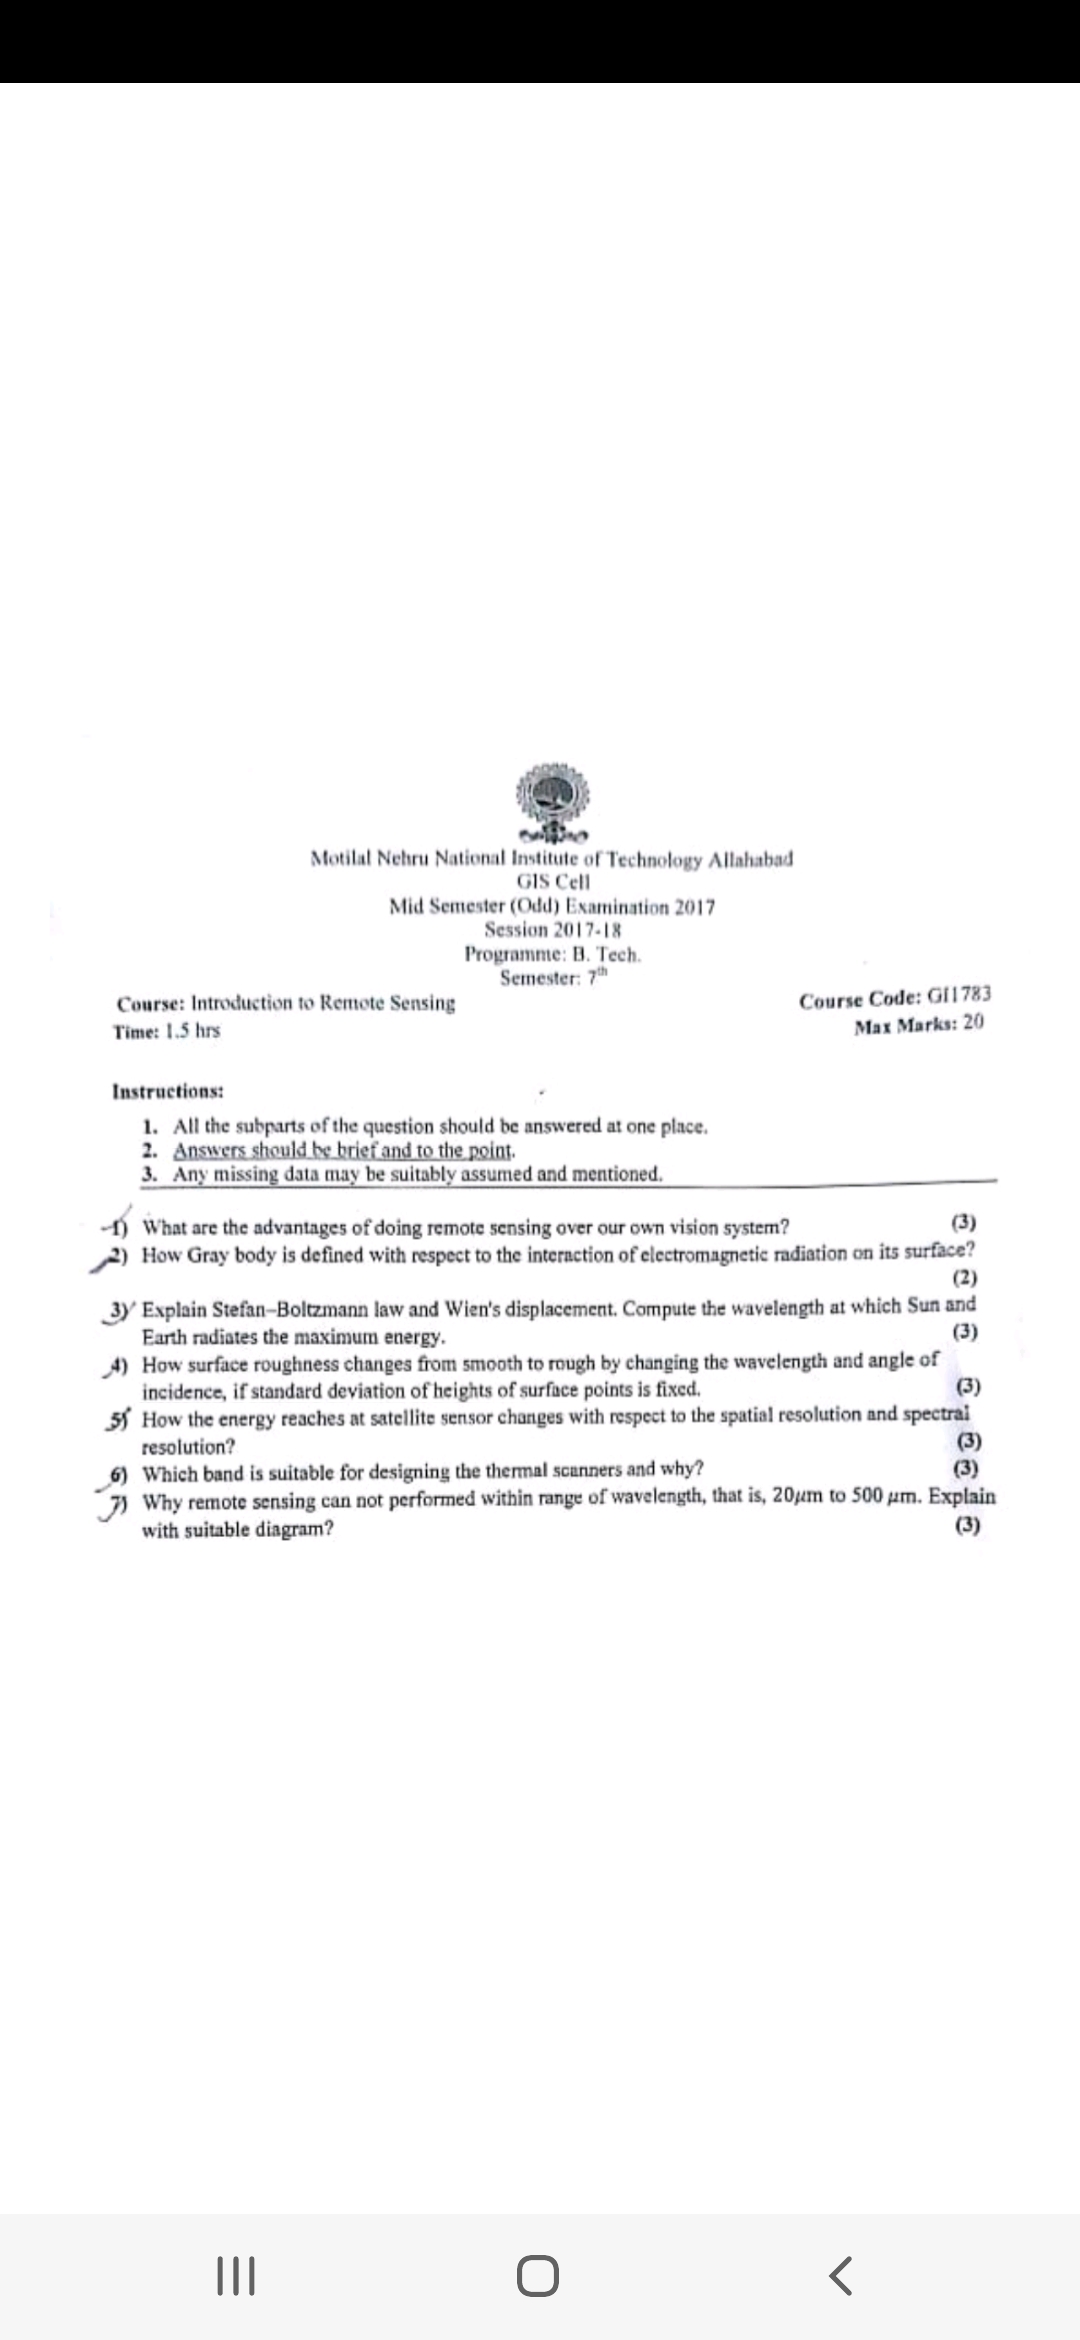 Motilal Nehru National Institute of Technology Allahabad
GIS Cell
Mid Semester (Odd) Examination 2017
Session 2017-18
Programme: B. Tech.
Semester: 7th
Course: Introduction to Remote Sensing
Course Code: GI1783
Time: 1.5 hrs
Max Marks: 20
Instructions:
1. All the subparts of the question should be answered at one place.
2. Answers should be brief and to the point.
3. Any missing data may be suitably assumed and mentioned.
1) What are the advantages of doing remote sensing over our own vision system? (3)
2) How Gray body is defined with respect to the interaction of electromagnetic radiation on its surface?
(2)
3) Explain Stefan–Boltzmann law and Wien's displacement. Compute the wavelength at which Sun and
Earth radiates the maximum energy. (3)
4) How surface roughness changes from smooth to rough by changing the wavelength and angle of
incidence, if standard deviation of heights of surface points is fixed. (3)
5) How the energy reaches at satellite sensor changes with respect to the spatial resolution and spectral
resolution? (3)
6) Which band is suitable for designing the thermal scanners and why? (3)
7) Why remote sensing can not performed within range of wavelength, that is, 20μm to 500 μm. Explain
with suitable diagram? (3)